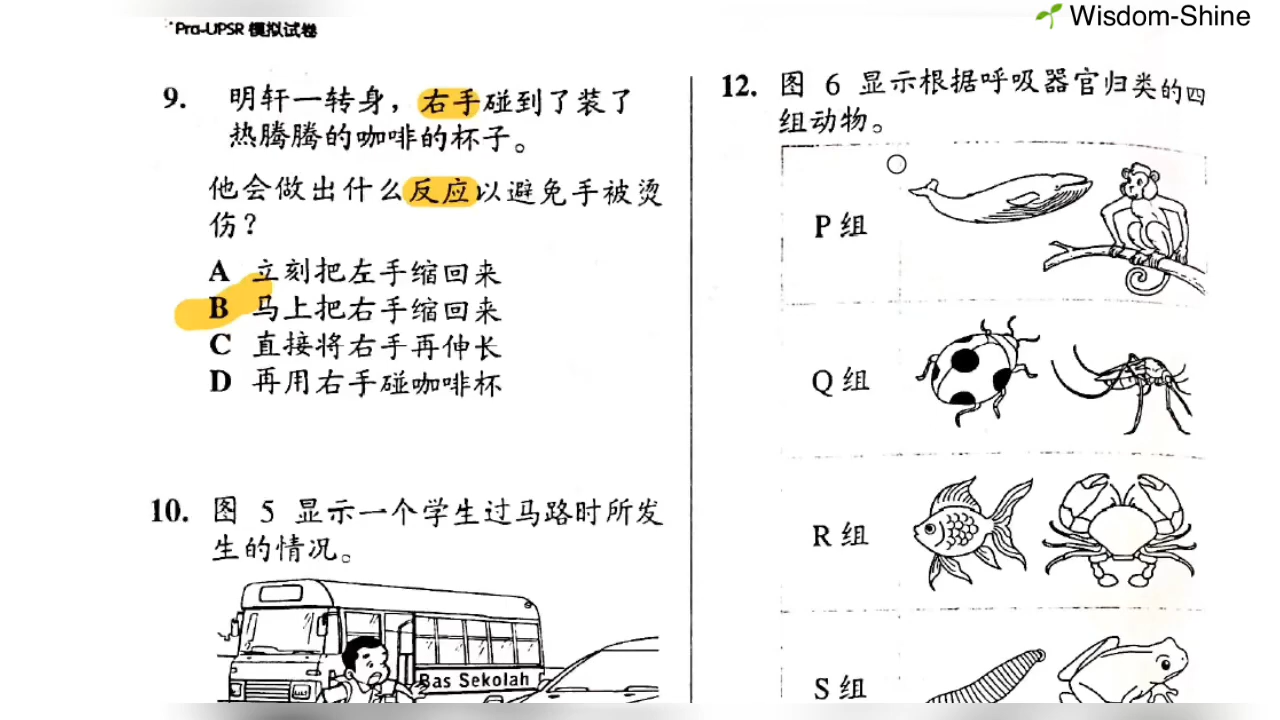 Wisdom-Shine
Pra-UPSR 模拟试卷
9. 明轩一转身，右手碰到了装了
热腾腾的咖啡的杯子。
他会做出什么反应以避免手被烫
伤？
A 立刻把左手缩回来
B 马上把右手缩回来
C 直接将右手再伸长
D 再用右手碰咖啡杯
10. 图 5 显示一个学生过马路时所发
生的情况。
Bas Sekolah
12. 图 6 显示根据呼吸器官归类的四
组动物。
P 组
Q 组
R 组
S 组